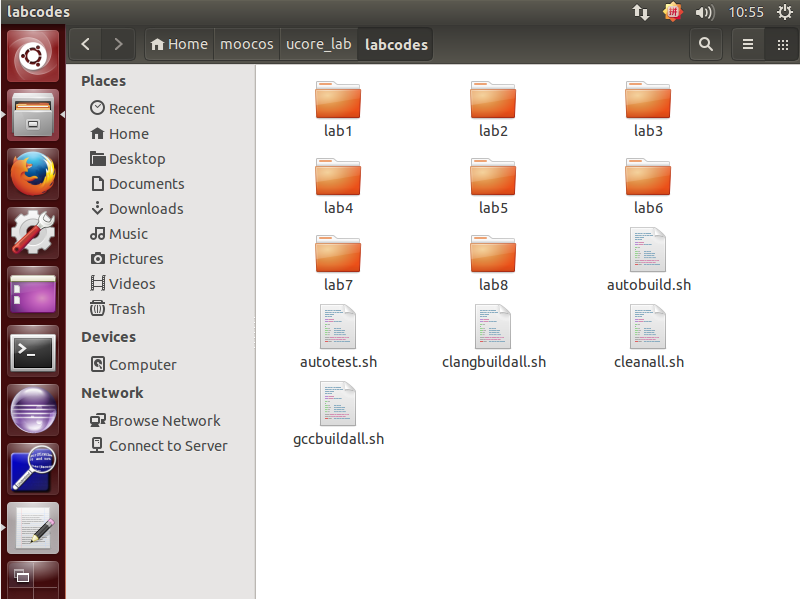 labcodes
拼
10:55
Home
moocos
ucore_lab
labcodes
Places
Recent
Home
Desktop
Documents
Downloads
Music
Pictures
Videos
Trash
Devices
Computer
Network
Browse Network
Connect to Server
lab1
lab2
lab3
lab4
lab5
lab6
lab7
lab8
autobuild.sh
autotest.sh
clangbuildall.sh
cleanall.sh
gccbuildall.sh